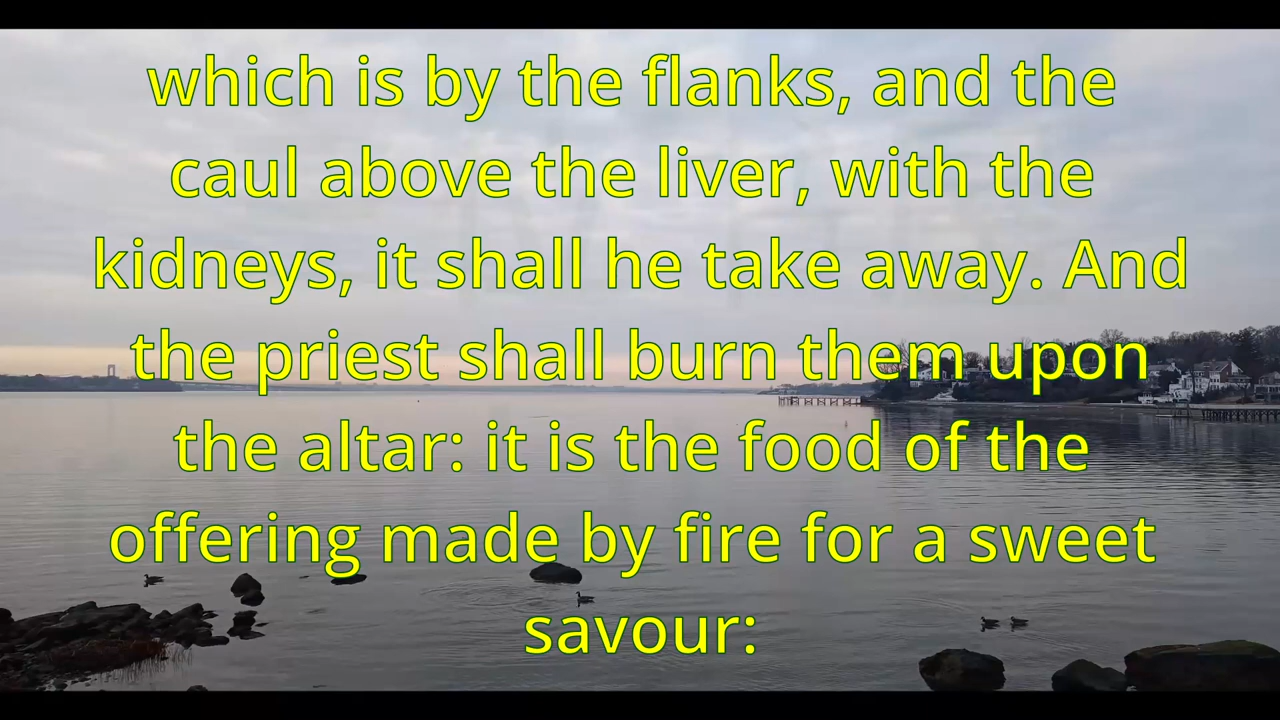 which is by the flanks, and the
caul above the liver, with the
kidneys, it shall he take away. And
the priest shall burn them upon
the altar: it is the food of the
offering made by fire for a sweet
savour: